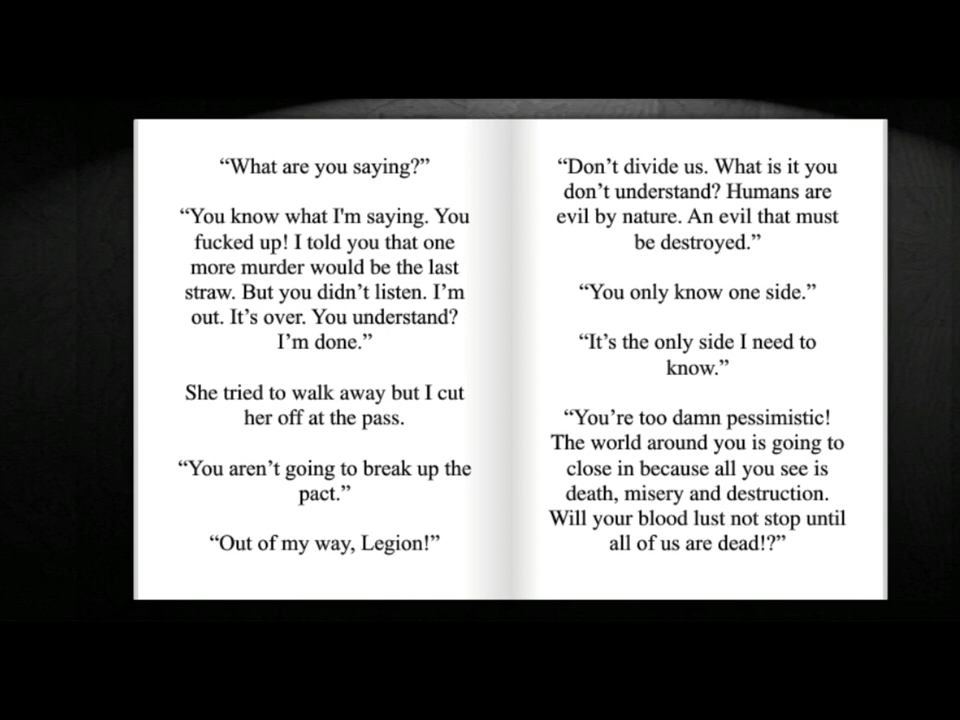 “What are you saying?”
“You know what I'm saying. You
fucked up! I told you that one
more murder would be the last
straw. But you didn’t listen. I’m
out. It’s over. You understand?
I’m done.”
She tried to walk away but I cut
her off at the pass.
“You aren’t going to break up the
pact.”
“Out of my way, Legion!”
“Don’t divide us. What is it you
don’t understand? Humans are
evil by nature. An evil that must
be destroyed.”
“You only know one side.”
“It’s the only side I need to
know.”
“You’re too damn pessimistic!
The world around you is going to
close in because all you see is
death, misery and destruction.
Will your blood lust not stop until
all of us are dead!?”